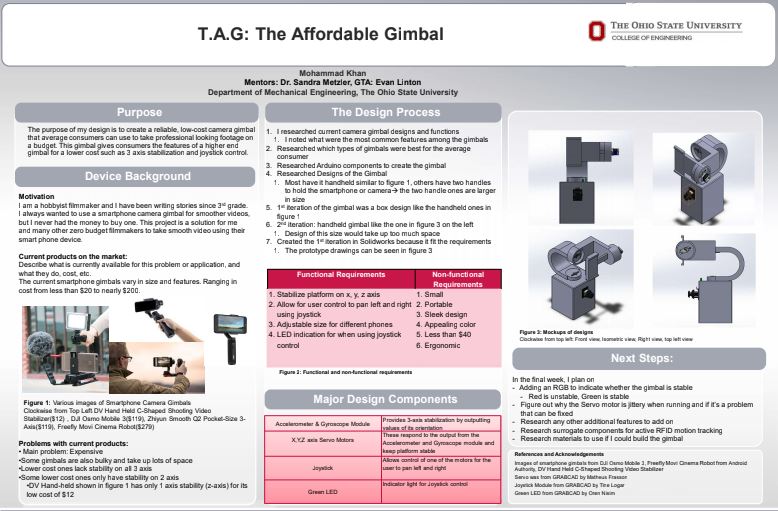 T.A.G: The Affordable Gimbal
THE OHIO STATE UNIVERSITY
COLLEGE OF ENGINEERING
Mohammad Khan
Mentors: Dr. Sandra Metzler, GTA: Evan Linton
Department of Mechanical Engineering, The Ohio State University
Purpose
The purpose of my design is to create a reliable, low-cost camera gimbal
that average consumers can use to take professional looking footage on
a budget. This gimbal gives consumers the features of a higher end
gimbal for a lower cost such as 3 axis stabilization and joystick control.
Device Background
Motivation
I am a hobbyist filmmaker and I have been writing stories since 3rd grade.
I always wanted to use a smartphone camera gimbal for smoother videos,
but I never had the money to buy one. This project is a solution for me
and many other zero budget filmmakers to take smooth video using their
smart phone device.
Current products on the market:
Describe what is currently available for this problem or application, and
what they do, cost, etc.
The current smartphone gimbals vary in size and features. Ranging in
cost from less than $20 to nearly $200.
Figure 1: Various images of Smartphone Camera Gimbals
Clockwise from Top Left DV Hand Held C-Shaped Shooting Video
Stabilizer($12) , DJI Osmo Mobile 3($119), Zhiyun Smooth Q2 Pocket-Size 3-
Axis($119), Freefly Movi Cinema Robot($279)
Problems with current products:
• Main problem: Expensive
•Some gimbals are also bulky and take up lots of space
•Lower cost ones lack stability on all 3 axis
•Some lower cost ones only have stability on 2 axis
•DV Hand-held shown in figure 1 has only 1 axis stability (z-axis) for its
low cost of $12
The Design Process
1. I researched current camera gimbal designs and functions
1. I noted what were the most common features among the gimbals
2. Researched which types of gimbals were best for the average
consumer
3. Researched Arduino components to create the gimbal
4. Researched Designs of the Gimbal
1. Most have it handheld similar to figure 1, others have two handles
to hold the smartphone or camera→ the two handle ones are larger
in size
5. 1st iteration of the gimbal was a box design like the handheld ones in
figure 1
6. 2nd iteration: handheld gimbal like the one in figure 3 on the left
1. Design of this size would take up too much space
7. Created the 1st iteration in Solidworks because it fit the requirements
1. The prototype drawings can be seen in figure 3
Functional Requirements
1. Stabilize platform on x, y, z axis
2. Allow for user control to pan left and right
using joystick
3. Adjustable size for different phones
4. LED indication for when using joystick
control
Non-functional
Requirements
1. Small
2. Portable
3. Sleek design
4. Appealing color
5. Less than $40
6. Ergonomic
Figure 2: Functional and non-functional requirements
Major Design Components
Accelerometer & Gyroscope Module
Provides 3-axis stabilization by outputing
values of its orientation
X,Y,Z axis Servo Motors
These respond to the output from the
Accelerometer and Gyroscope module and
keep platform stable
Joystick
Allows control of one of the motors for the
user to pan left and right
Green LED
Indicator light for Joystick control
Figure 3: Mockups of designs
Clockwise from top left: Front view, Isometric view, Right view, top left view
Next Steps:
In the final week, I plan on
- Adding an RGB to indicate whether the gimbal is stable
- Red is unstable, Green is stable
- Figure out why the Servo motor is jittery when running and if it's a problem
that can be fixed
- Research any other additional features to add on
- Research surrogate components for active RFID motion tracking
- Research materials to use if I could build the gimbal
References and Acknowledgements
Images of smartphone gimbals from DJI Osmo Mobile 3, Freefly Movi Cinema Robot from Android
Authority, DV Hand Held C-Shaped Shooting Video Stabilizer
Servo was from GRABCAD by Matheus Frasson
Joystick Module from GRABCAD by Tine Logar
Green LED from GRABCAD by Oren Nasim